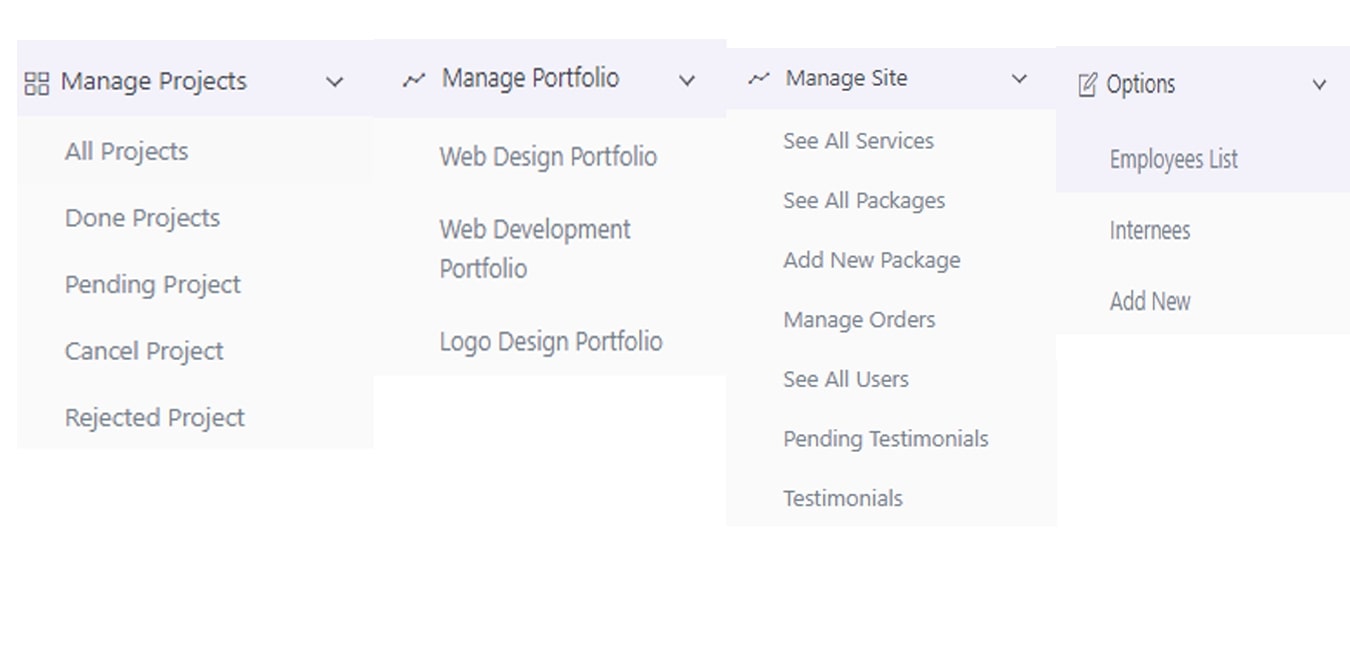 Manage Projects
All Projects
Done Projects
Pending Project
Cancel Project
Rejected Project
Manage Portfolio
Web Design Portfolio
Web Development
Portfolio
Logo Design Portfolio
Manage Site
See All Services
See All Packages
Add New Package
Manage Orders
See All Users
Pending Testimonials
Testimonials
Options
Employees List
Internees
Add New